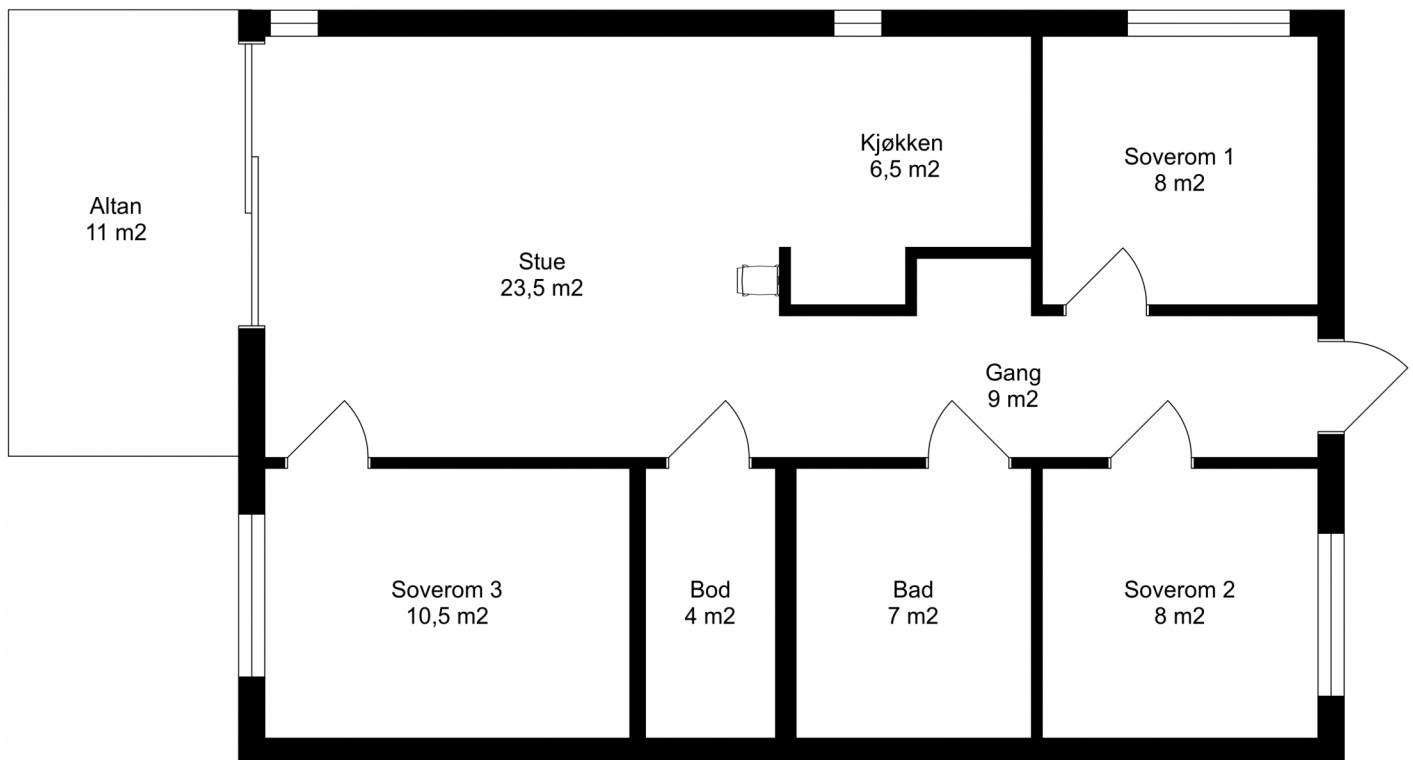 Altan
11 m2
Stue
23,5 m2
Kjøkken
6,5 m2
Soverom 1
8 m2
Gang
9 m2
Soverom 3
10,5 m2
Bod
4 m2
Bad
7 m2
Soverom 2
8 m2